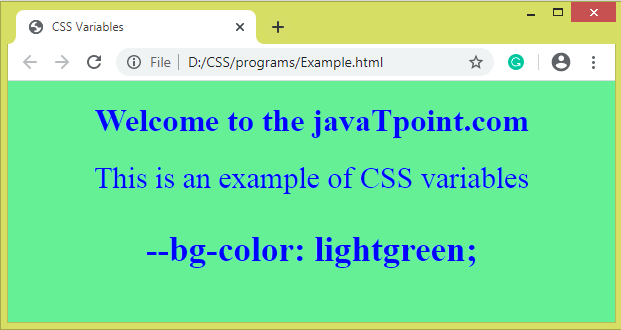 CSS Variables
File | D:/CSS/programs/Example.html
Welcome to the javaTpoint.com
This is an example of CSS variables
--bg-color: lightgreen;